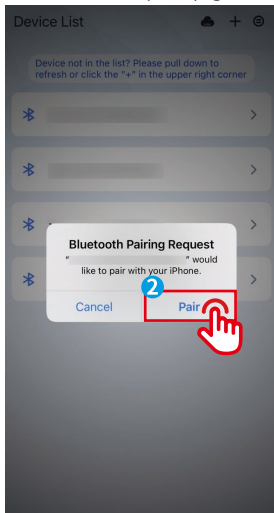 Device List
Device not in the list? Please pull down to
refresh or click the "+" in the upper right corner
Bluetooth Pairing Request
" " would
like to pair with your iPhone.
2
Cancel
Pair